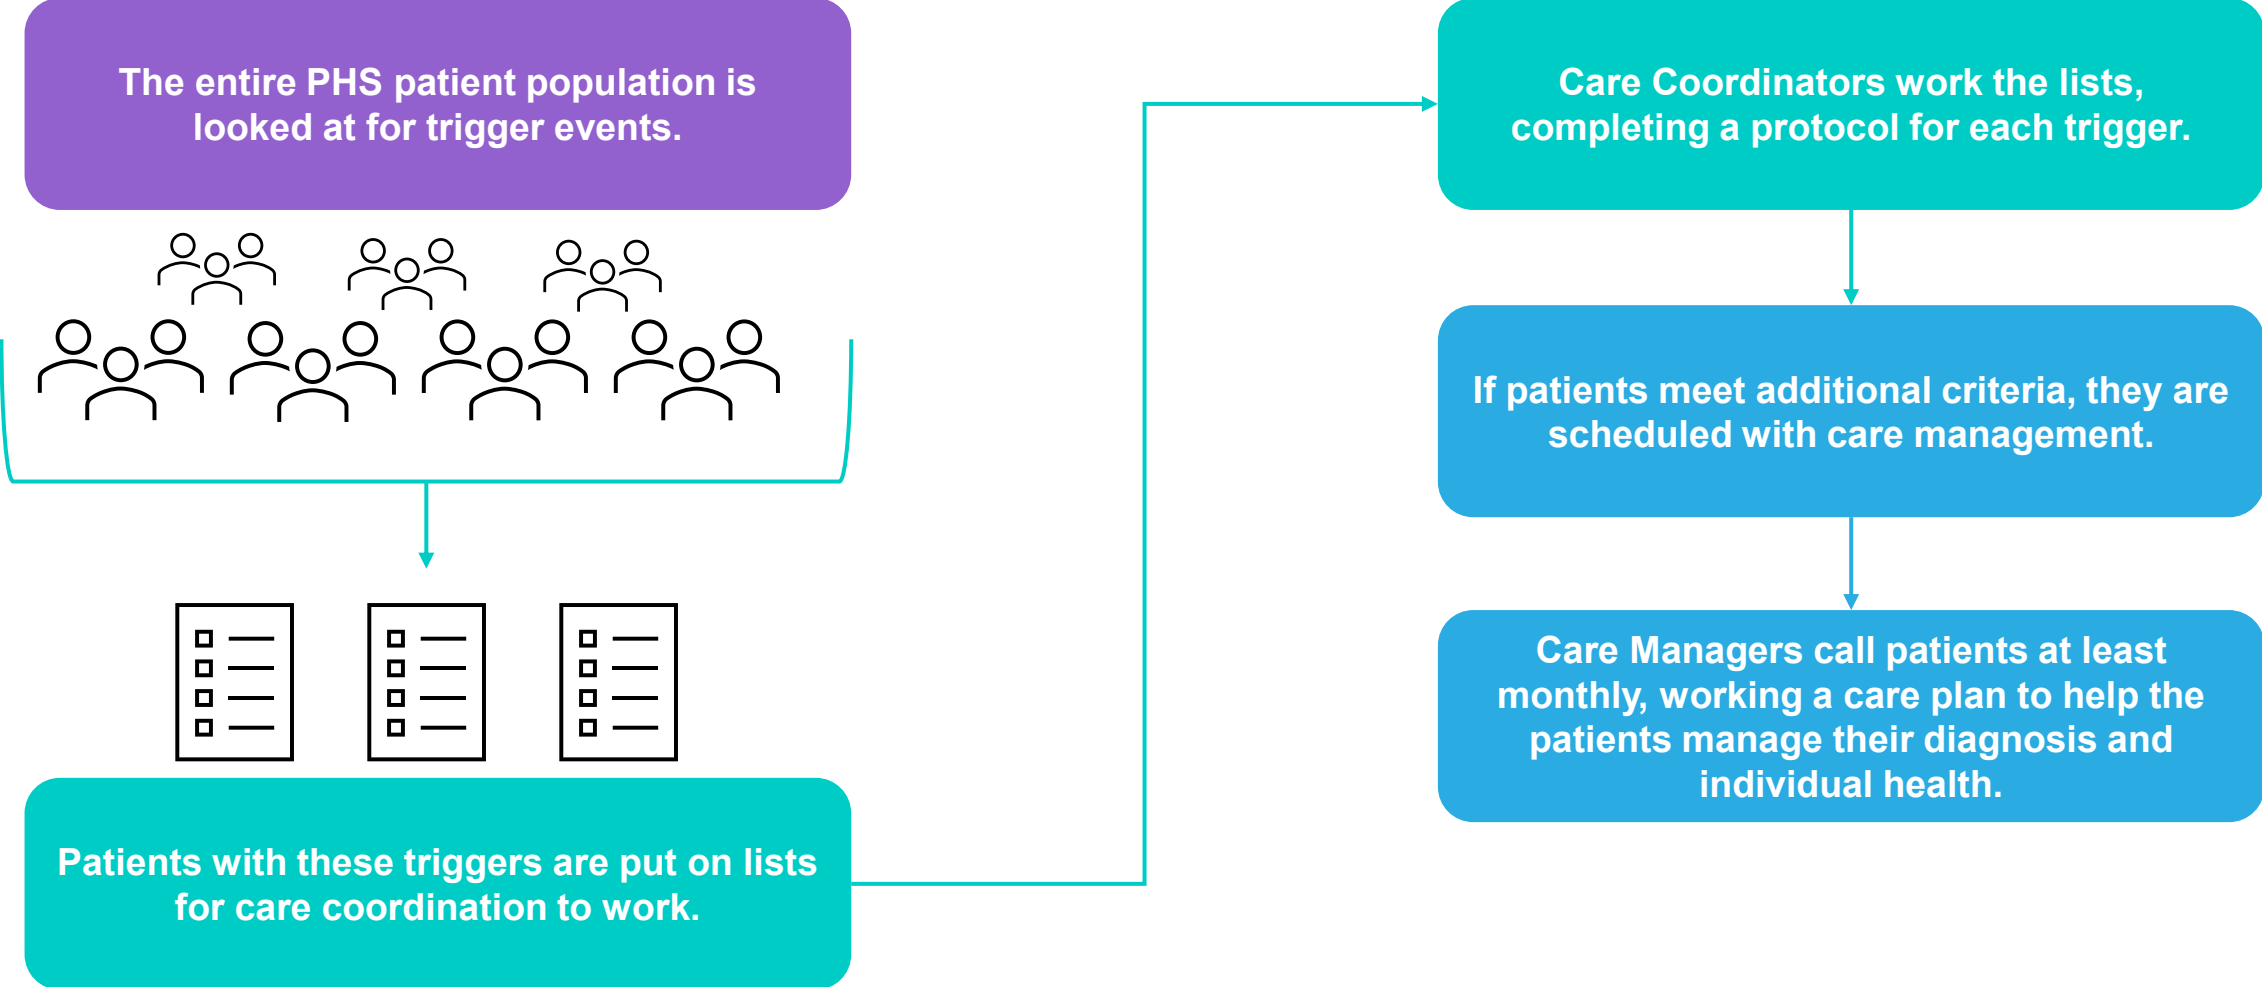 The entire PHS patient population is
looked at for trigger events.
Patients with these triggers are put on lists
for care coordination to work.
Care Coordinators work the lists,
completing a protocol for each trigger.
If patients meet additional criteria, they are
scheduled with care management.
Care Managers call patients at least
monthly, working a care plan to help the
patients manage their diagnosis and
individual health.